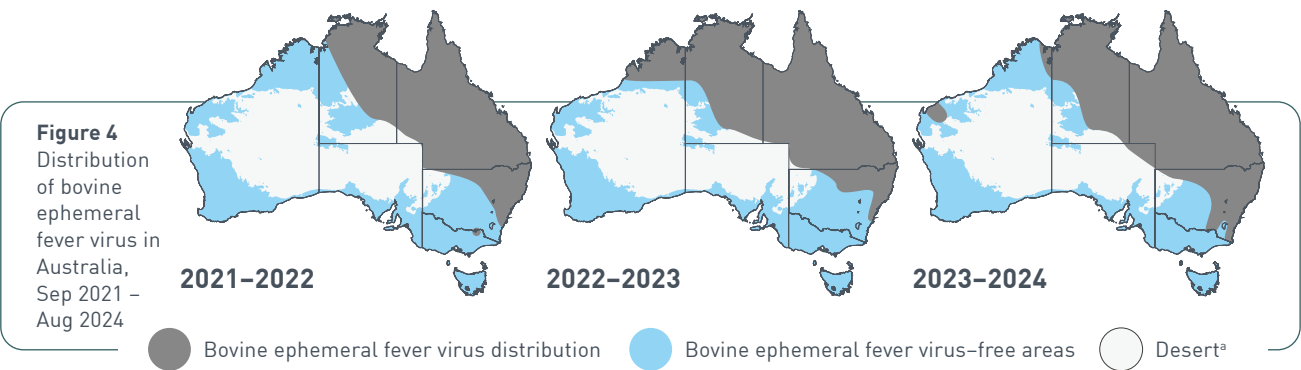 Figure 4
Distribution
of bovine
ephemeral
fever virus in
Australia,
Sep 2021 –
Aug 2024
2021–2022
2022–2023
2023–2024
Bovine ephemeral fever virus distribution
Bovine ephemeral fever virus–free areas
Desertᵃ